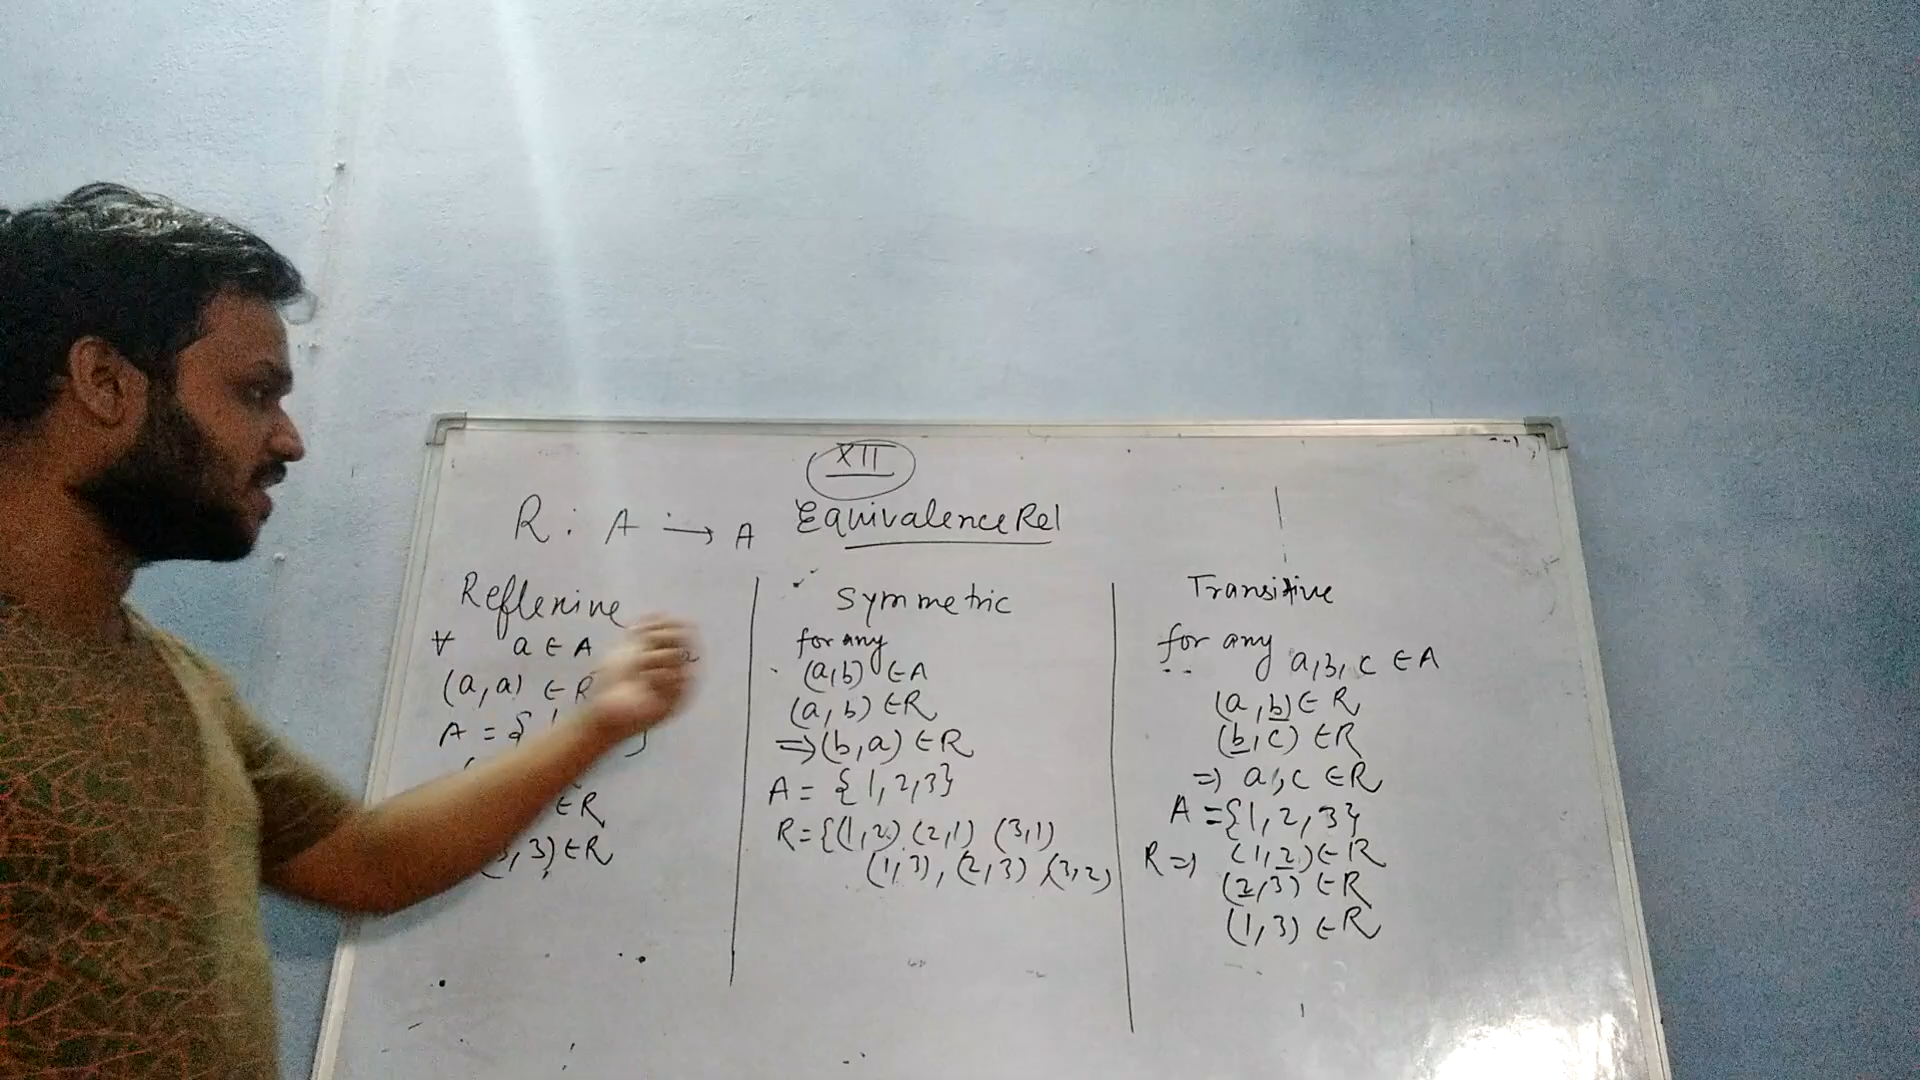 XII
R : A → A Equivalence Rel
Reflexive
∀ a ∈ A
(a, a) ∈ R
A = {
∈ R
, 3) ∈ R
Symmetric
for any
(a,b) ∈ A
(a, b) ∈ R
⇒ (b, a) ∈ R
A = {1, 2, 3}
R = {(1, 2) (2, 1) (3, 1)
(1, 3), (2, 3) (3, 2)
Transitive
for any a, b, c ∈ A
(a, b) ∈ R
(b, c) ∈ R
⇒ a, c ∈ R
A = {1, 2, 3}
R ⇒ (1, 2) ∈ R
(2, 3) ∈ R
(1, 3) ∈ R